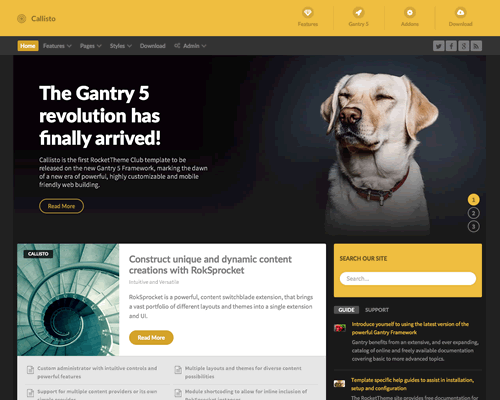 Callisto
Features
Gantry 5
Addons
Download
Home Features Pages Styles Download Admin
The Gantry 5
revolution has
finally arrived!
Callisto is the first RocketTheme Club template to be
released on the new Gantry 5 Framework, marking the dawn
of a new era of powerful, highly customizable and mobile
friendly web building.
Read More
1
2
3
CALLISTO
Construct unique and dynamic content
creations with RokSprocket
Intuitive and Versatile
RokSprocket is a powerful, content switchblade extension, that brings
a vast portfolio of different layouts and themes into a single extension
and UI.
Read More
Custom administrator with intuitive controls and
powerful features
Multiple layouts and themes for diverse content
possibilities
Support for multiple content providers or its own
Module shortcoding to allow for inline inclusion of
SEARCH OUR SITE
Search...
GUIDE SUPPORT
Introduce yourself to using the latest version of the
powerful Gantry Framework
Gantry benefits from an extensive, and ever expanding,
catalog of online and freely available documentation
covering basic to more advanced topics.
Template specific help guides to assist in installation,
setup and configuration
The RocketTheme site provides free documentation for